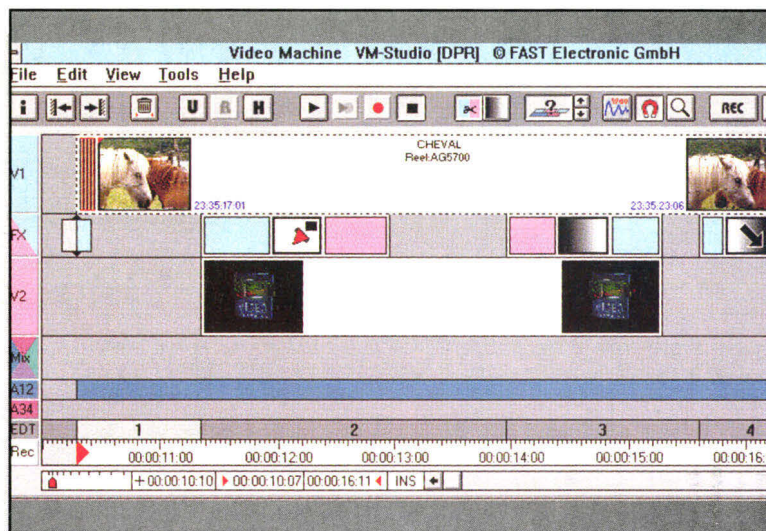 Video Machine VM-Studio [DPR] © FAST Electronic GmbH
File Edit View Tools Help
i U R H ? REC
V1
CHEVAL
Reel:AG5700
23:35:17:01 23:35:23:06
FX
V2
Mix
A12
A34
EDT 1 2 3 4
Rec 00:00:11:00 00:00:12:00 00:00:13:00 00:00:14:00 00:00:15:00 00:00:16:
+00:00:10:10 00:00:10:07 00:00:16:11 INS